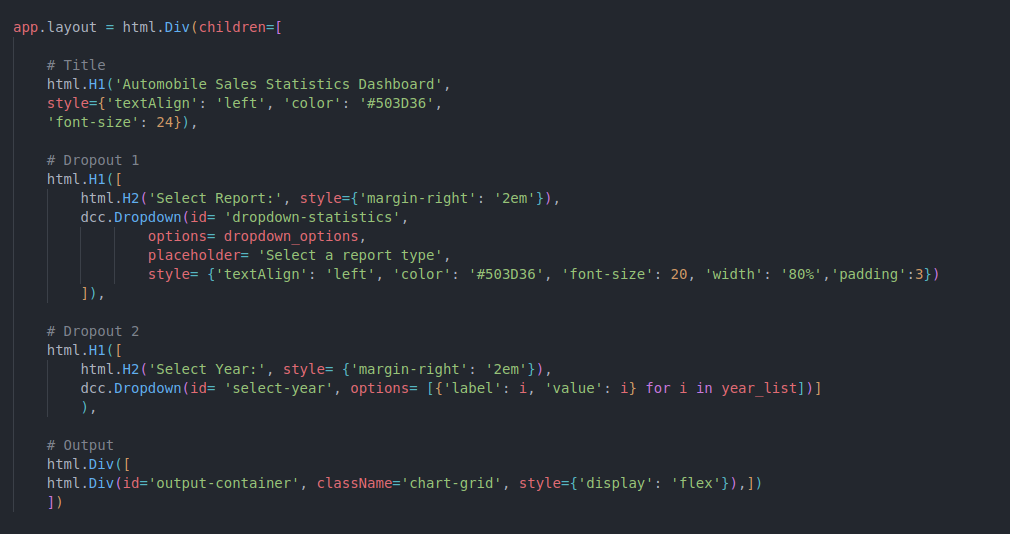 app.layout = html.Div(children=[
# Title
html.H1('Automobile Sales Statistics Dashboard',
style={'textAlign': 'left', 'color': '#503D36',
'font-size': 24}),
# Dropout 1
html.H1([
html.H2('Select Report:', style={'margin-right': '2em'}),
dcc.Dropdown(id= 'dropdown-statistics',
options= dropdown_options,
placeholder= 'Select a report type',
style= {'textAlign': 'left', 'color': '#503D36', 'font-size': 20, 'width': '80%','padding':3})
]),
# Dropout 2
html.H1([
html.H2('Select Year:', style= {'margin-right': '2em'}),
dcc.Dropdown(id= 'select-year', options= [{'label': i, 'value': i} for i in year_list])]
),
# Output
html.Div([
html.Div(id='output-container', className='chart-grid', style={'display': 'flex'}),])
])